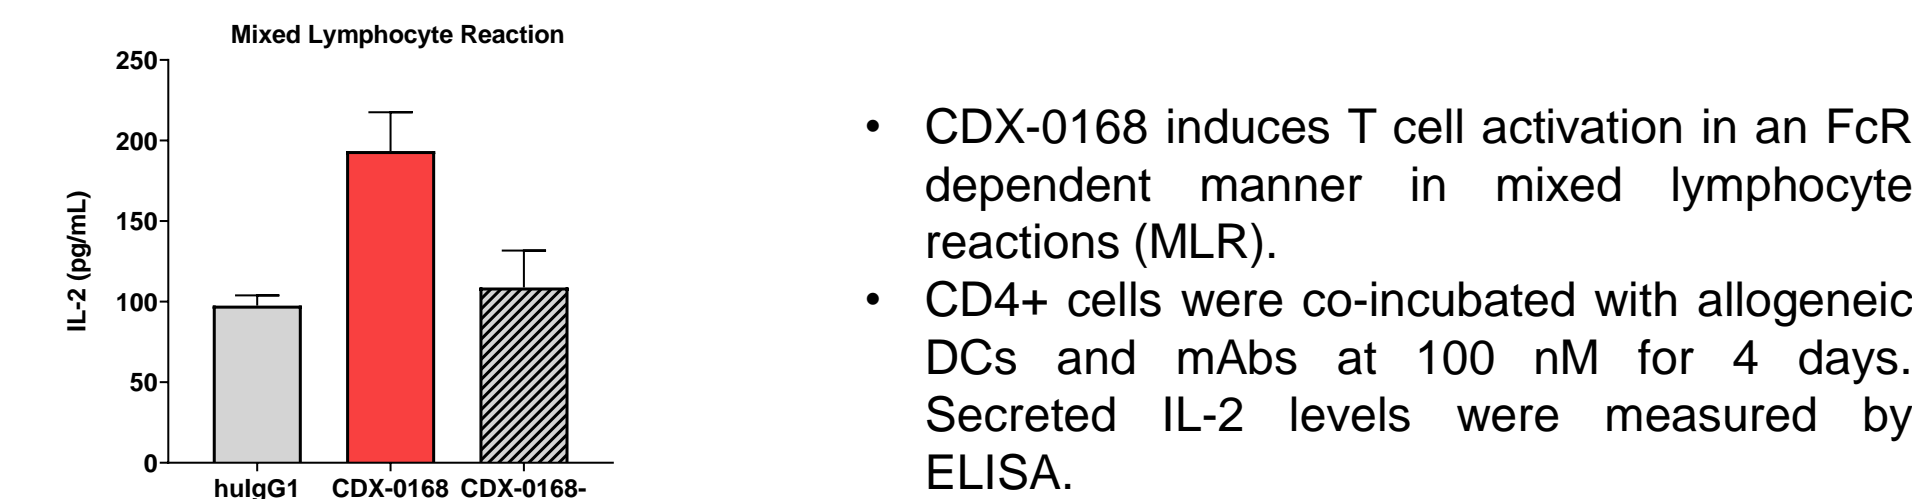 Mixed Lymphocyte Reaction
250
200
150
100
50
0
IL-2 (pg/mL)
huIgG1 CDX-0168 CDX-0168-
• CDX-0168 induces T cell activation in an FcR
dependent manner in mixed lymphocyte
reactions (MLR).
• CD4+ cells were co-incubated with allogeneic
DCs and mAbs at 100 nM for 4 days.
Secreted IL-2 levels were measured by
ELISA.